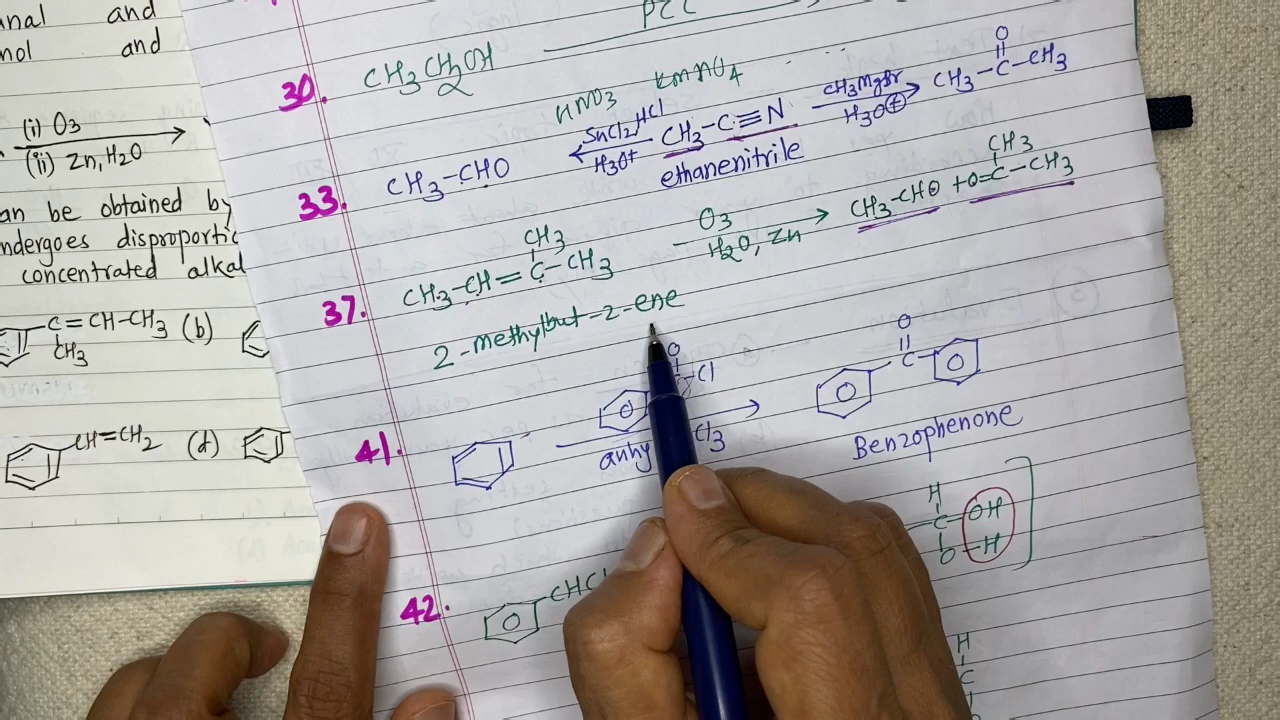 anal and
nol and
(i) O3
(ii) Zn, H2O
an be obtained by
ndergoes disproportio
concentrated alkal
C=CH-CH3 (b)
CH3
CH=CH2 (d)
PCC
30. CH3CH2OH
HNO3 KMnO4
33. CH3-CHO SnCl2, HCl H3O+ CH3-C≡N CH3MgBr H3O⊕ CH3-C-CH3
O
ethanenitrile
37. CH3-CH=C-CH3 O3 H2O, Zn CH3-CHO + O=C-CH3
CH3 CH3
2-methylbut-2-ene
41. O C-Cl O C
anhy Cl3
Benzophenone
H
C OH
O-H
42. CHCl
H
C